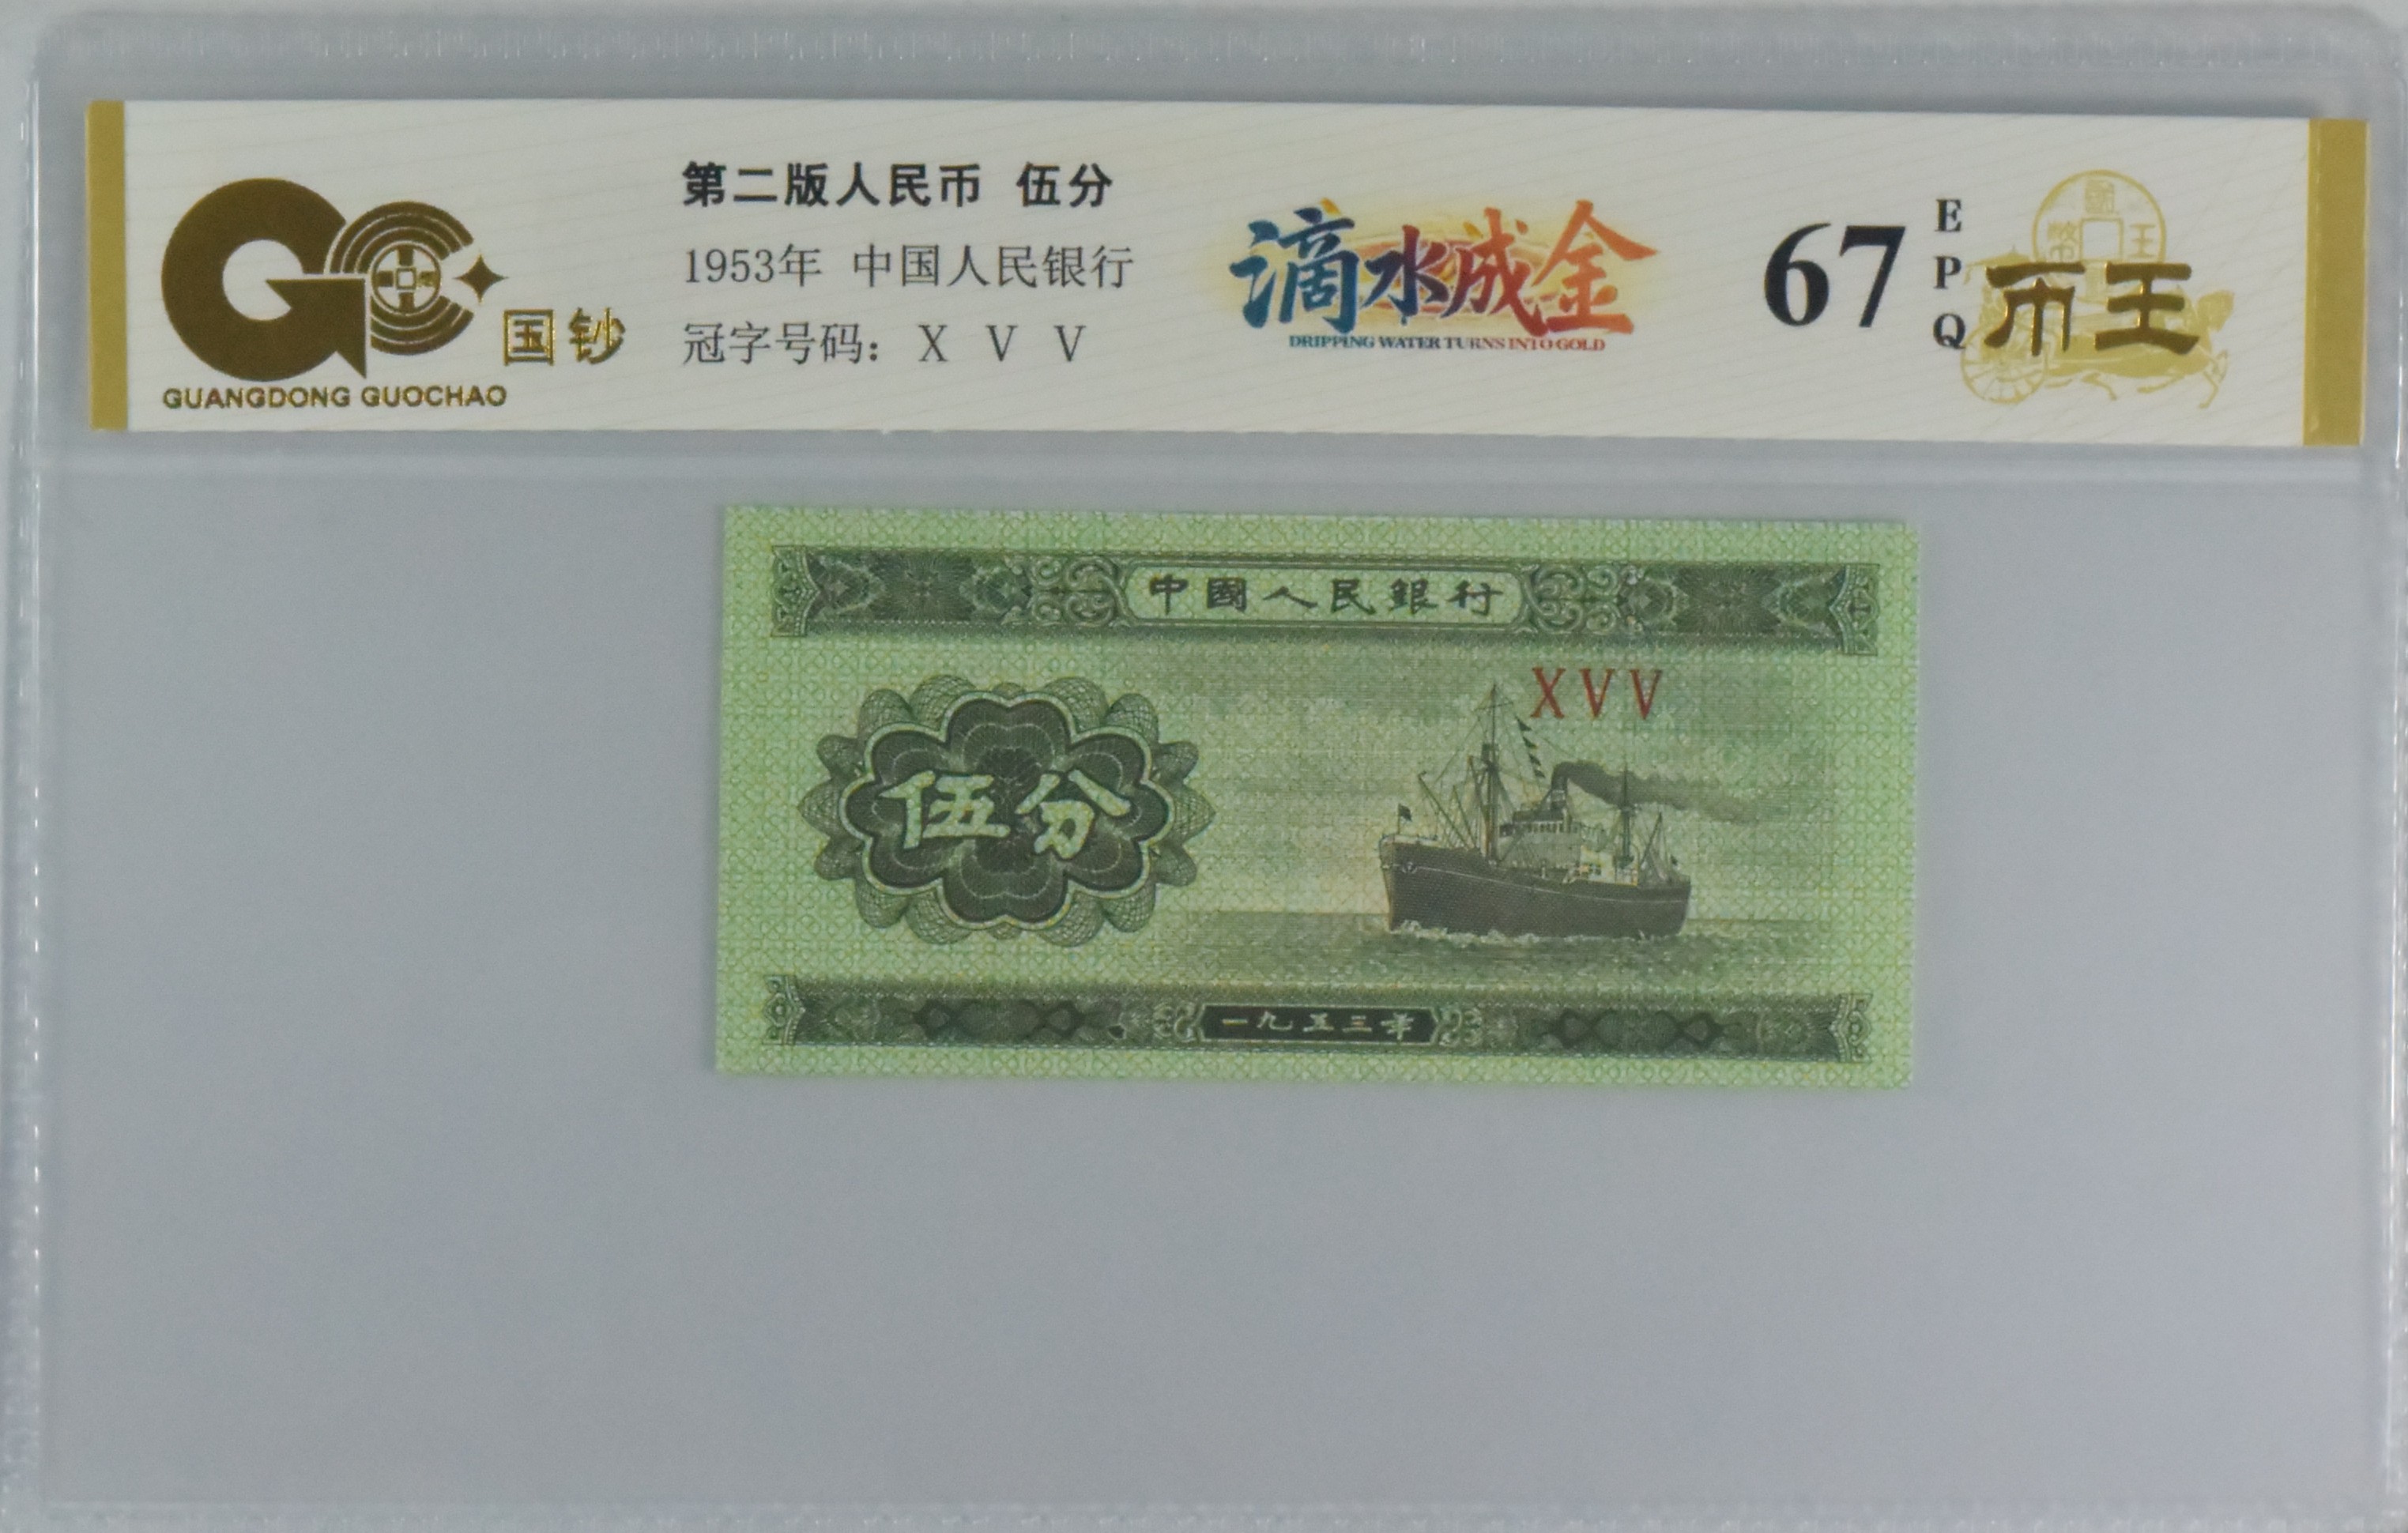 国钞
GUANGDONG GUOCHAO
第二版人民币 伍分
1953年 中国人民银行
冠字号码: X V V
滴水成金
DRIPPING WATER TURNS INTO GOLD
67
E
P
Q
币王
中國人民銀行
XVV
伍分
一九五三年